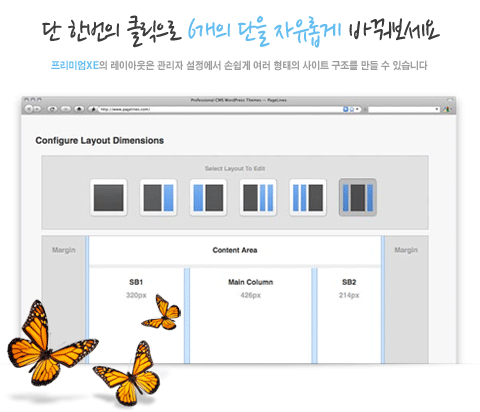 단 한번의 클릭으로 6개의 단을 자유롭게 바꿔보세요
프리미엄XE의 레이아웃은 관리자 설정에서 손쉽게 여러 형태의 사이트 구조를 만들 수 있습니다
Professional CMS WordPress Themes — PageLines
http://www.pagelines.com/
Configure Layout Dimensions
Select Layout To Edit
Margin
Content Area
Margin
SB1
Main Column
SB2
320px
426px
214px